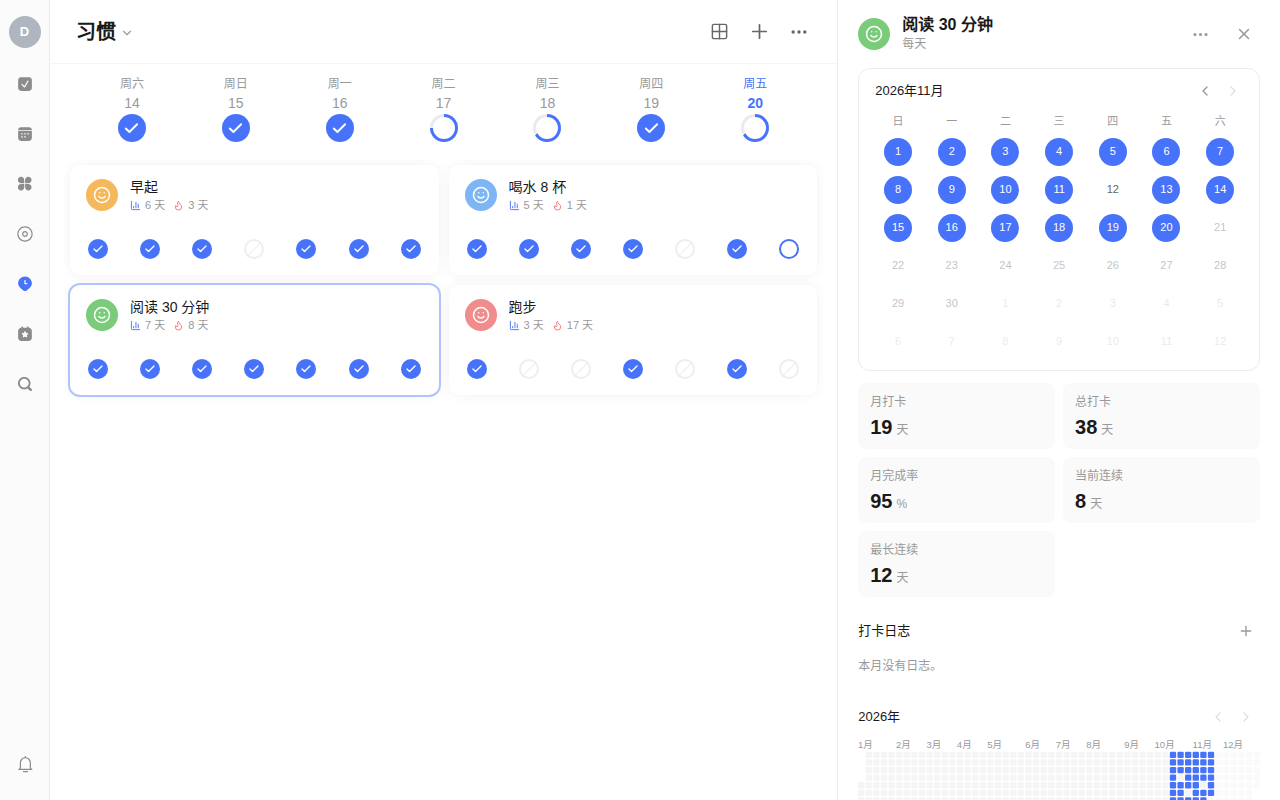 D
习惯
周六 周日 周一 周二 周三 周四 周五
14 15 16 17 18 19 20
早起
6 天 3 天
喝水 8 杯
5 天 1 天
阅读 30 分钟
7 天 8 天
跑步
3 天 17 天
阅读 30 分钟
每天
2026年11月
日 一 二 三 四 五 六
1 2 3 4 5 6 7
8 9 10 11 12 13 14
15 16 17 18 19 20 21
22 23 24 25 26 27 28
29 30 1 2 3 4 5
6 7 8 9 10 11 12
月打卡
19 天
总打卡
38 天
月完成率
95 %
当前连续
8 天
最长连续
12 天
打卡日志
本月没有日志。
2026年
1月 2月 3月 4月 5月 6月 7月 8月 9月 10月 11月 12月